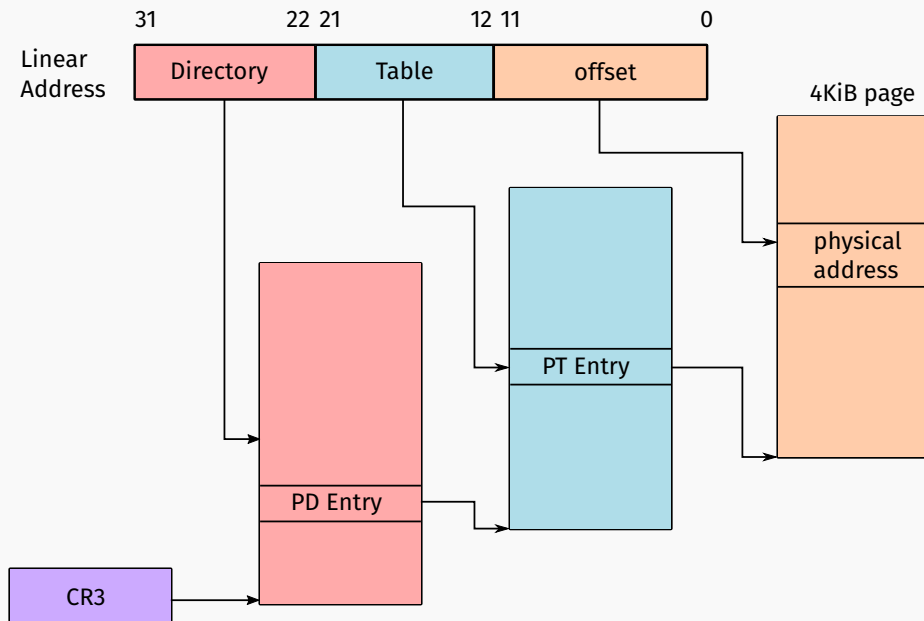 31 22 21 12 11 0
Linear
Address
Directory Table offset
4KiB page
physical
address
PT Entry
PD Entry
CR3